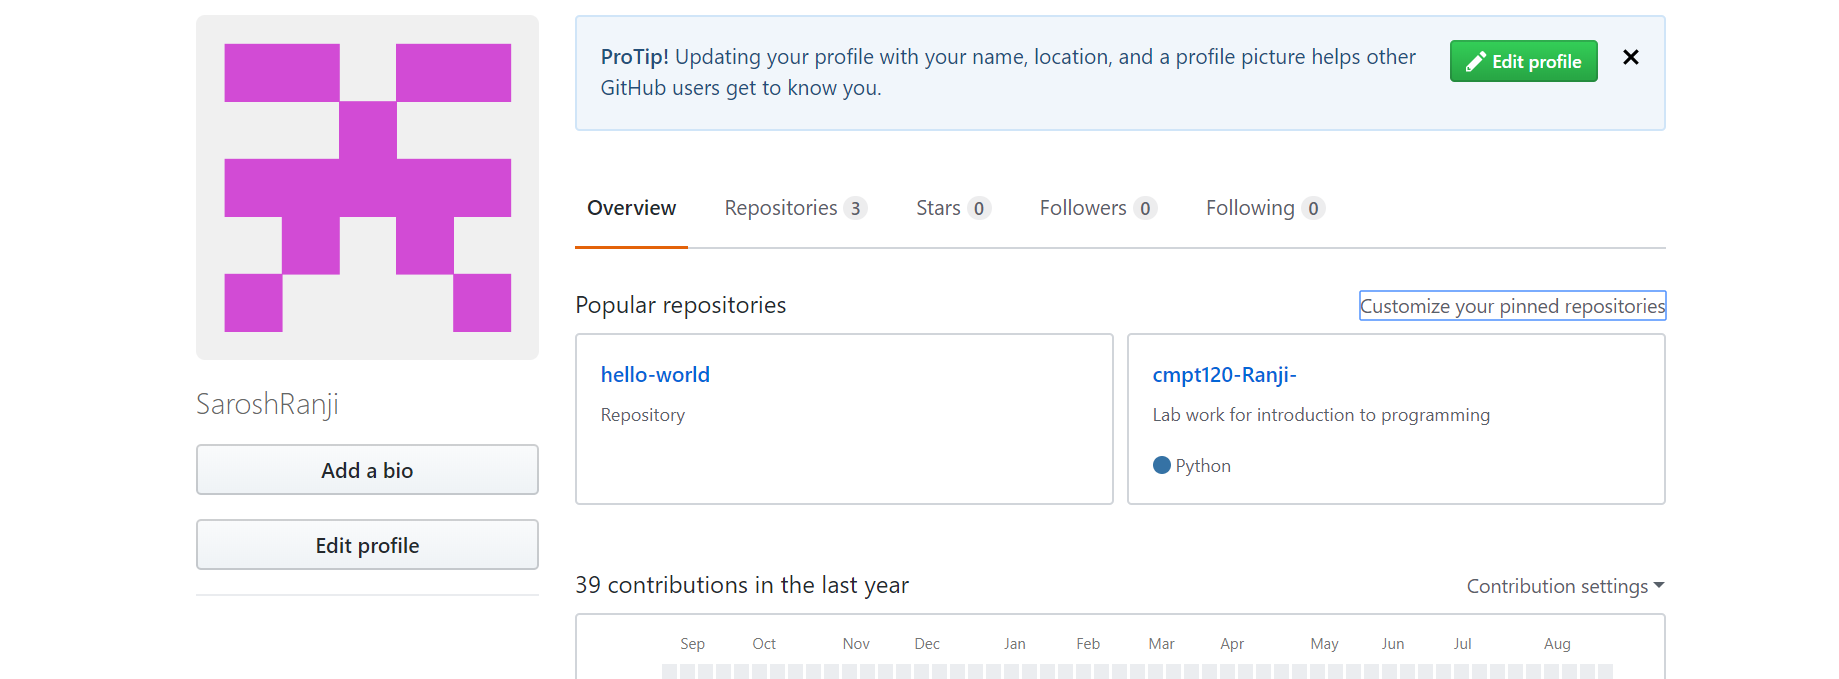 ProTip! Updating your profile with your name, location, and a profile picture helps other
GitHub users get to know you.
Edit profile
Overview
Repositories 3
Stars 0
Followers 0
Following 0
SaroshRanji
Add a bio
Edit profile
Popular repositories
Customize your pinned repositories
hello-world
Repository
cmpt120-Ranji-
Lab work for introduction to programming
Python
39 contributions in the last year
Contribution settings
Sep Oct Nov Dec Jan Feb Mar Apr May Jun Jul Aug